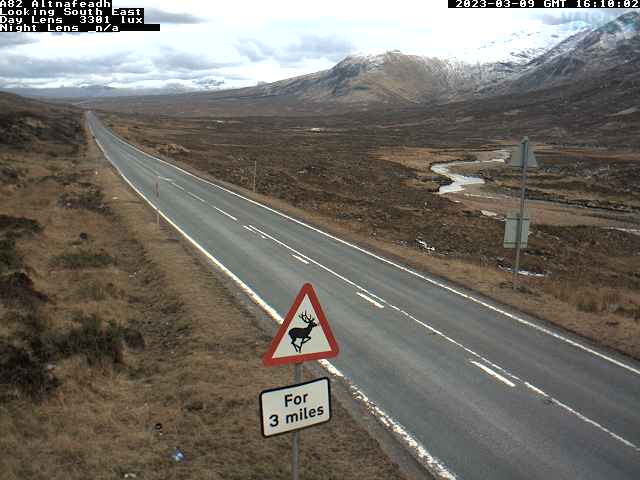 A82 Altnafeadh
Looking South East
Day Lens 3301 lux
Night Lens _n/a
2023-03-09 GMT 16:10:02
For
3 miles